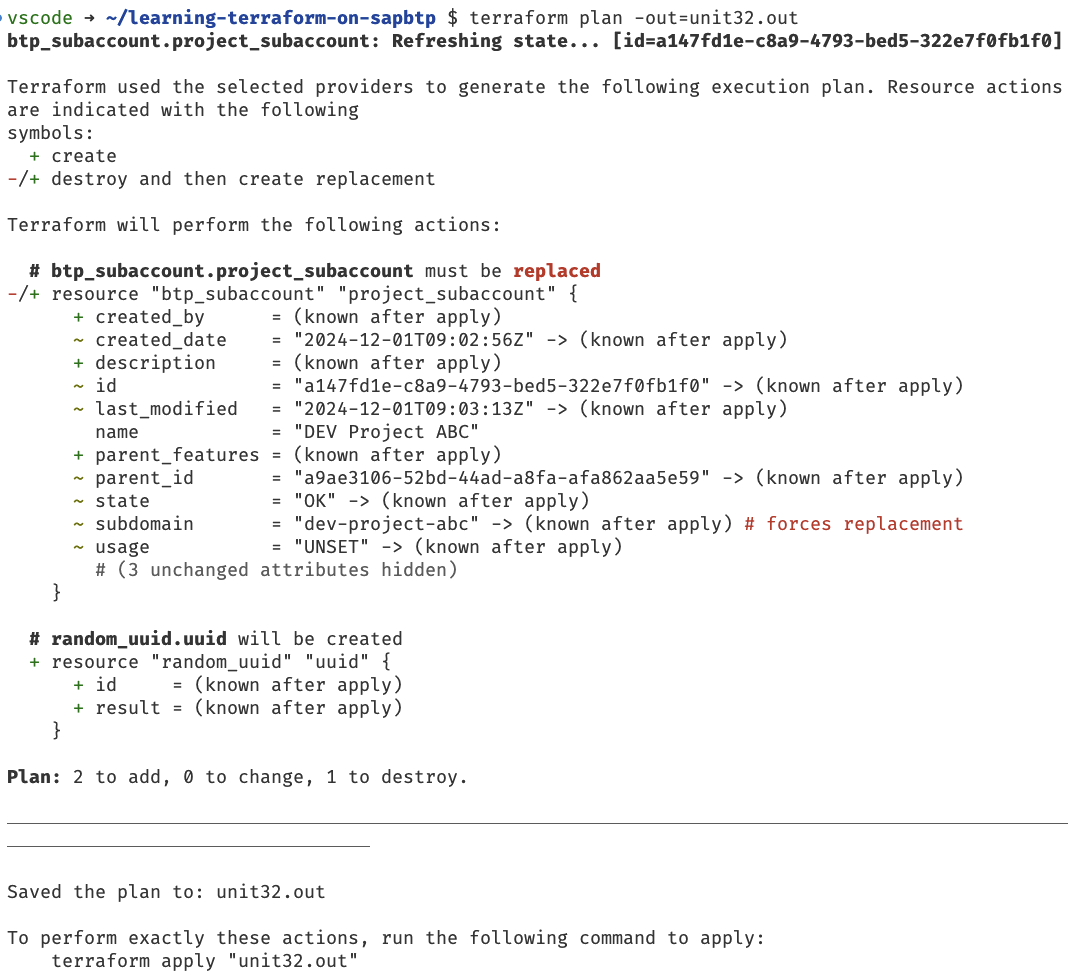 vscode → ~/learning-terraform-on-sapbtp $ terraform plan -out=unit32.out
btp_subaccount.project_subaccount: Refreshing state... [id=a147fd1e-c8a9-4793-bed5-322e7f0fb1f0]
Terraform used the selected providers to generate the following execution plan. Resource actions
are indicated with the following
symbols:
  + create
-/+ destroy and then create replacement
Terraform will perform the following actions:
  # btp_subaccount.project_subaccount must be replaced
-/+ resource "btp_subaccount" "project_subaccount" {
      + created_by      = (known after apply)
      ~ created_date    = "2024-12-01T09:02:56Z" -> (known after apply)
      + description     = (known after apply)
      ~ id              = "a147fd1e-c8a9-4793-bed5-322e7f0fb1f0" -> (known after apply)
      ~ last_modified   = "2024-12-01T09:03:13Z" -> (known after apply)
        name            = "DEV Project ABC"
      + parent_features = (known after apply)
      ~ parent_id       = "a9ae3106-52bd-44ad-a8fa-afa862aa5e59" -> (known after apply)
      ~ state           = "OK" -> (known after apply)
      ~ subdomain       = "dev-project-abc" -> (known after apply) # forces replacement
      ~ usage           = "UNSET" -> (known after apply)
        # (3 unchanged attributes hidden)
    }
  # random_uuid.uuid will be created
  + resource "random_uuid" "uuid" {
      + id     = (known after apply)
      + result = (known after apply)
    }
Plan: 2 to add, 0 to change, 1 to destroy.
Saved the plan to: unit32.out
To perform exactly these actions, run the following command to apply:
    terraform apply "unit32.out"